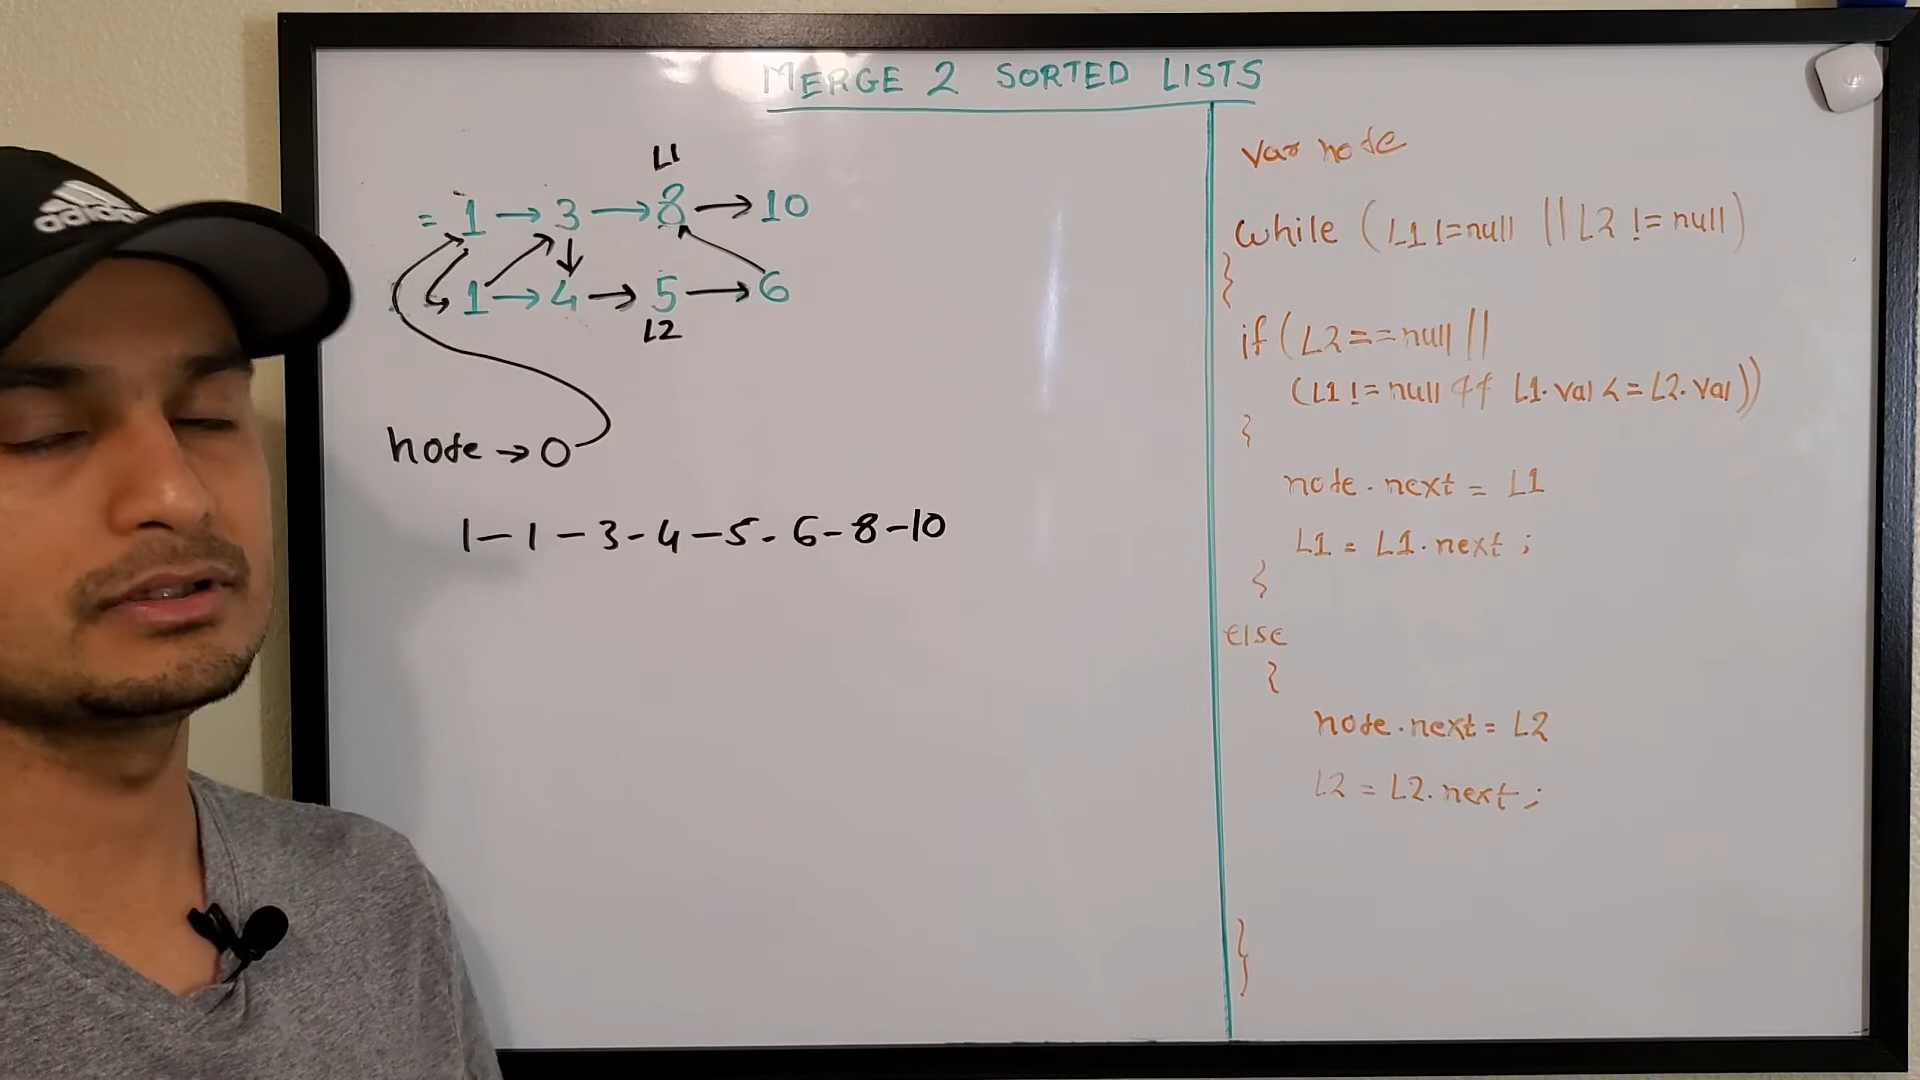 MERGE 2 SORTED LISTS
L1
= 1 → 3 → 8 → 10
1 → 4 → 5 → 6
L2
node → 0
1 - 1 - 3 - 4 - 5 - 6 - 8 - 10
var node
while (L1 != null || L2 != null)
{
if (L2 == null ||
(L1 != null && L1.val <= L2.val))
{
node.next = L1
L1 = L1.next ;
}
else
{
node.next = L2
L2 = L2.next ;
}
adidas